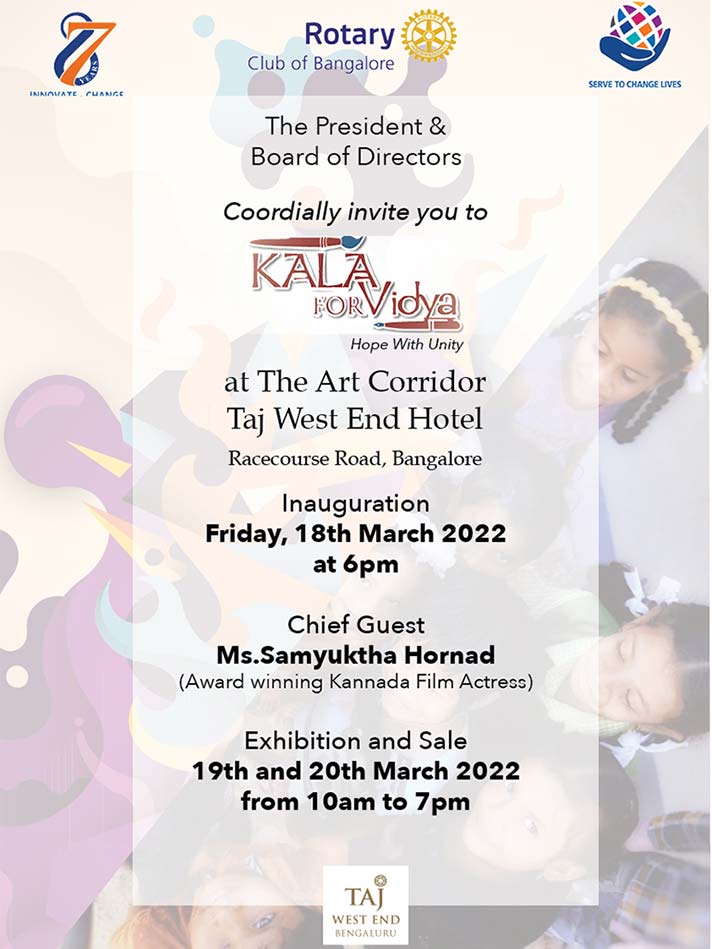 7
YEARS
INNOVATE - CHANGE
Rotary
Club of Bangalore
SERVE TO CHANGE LIVES
The President &
Board of Directors
Coordially invite you to
KALA
FOR Vidya
Hope With Unity
at The Art Corridor
Taj West End Hotel
Racecourse Road, Bangalore
Inauguration
Friday, 18th March 2022
at 6pm
Chief Guest
Ms.Samyuktha Hornad
(Award winning Kannada Film Actress)
Exhibition and Sale
19th and 20th March 2022
from 10am to 7pm
TAJ
WEST END
BENGALURU